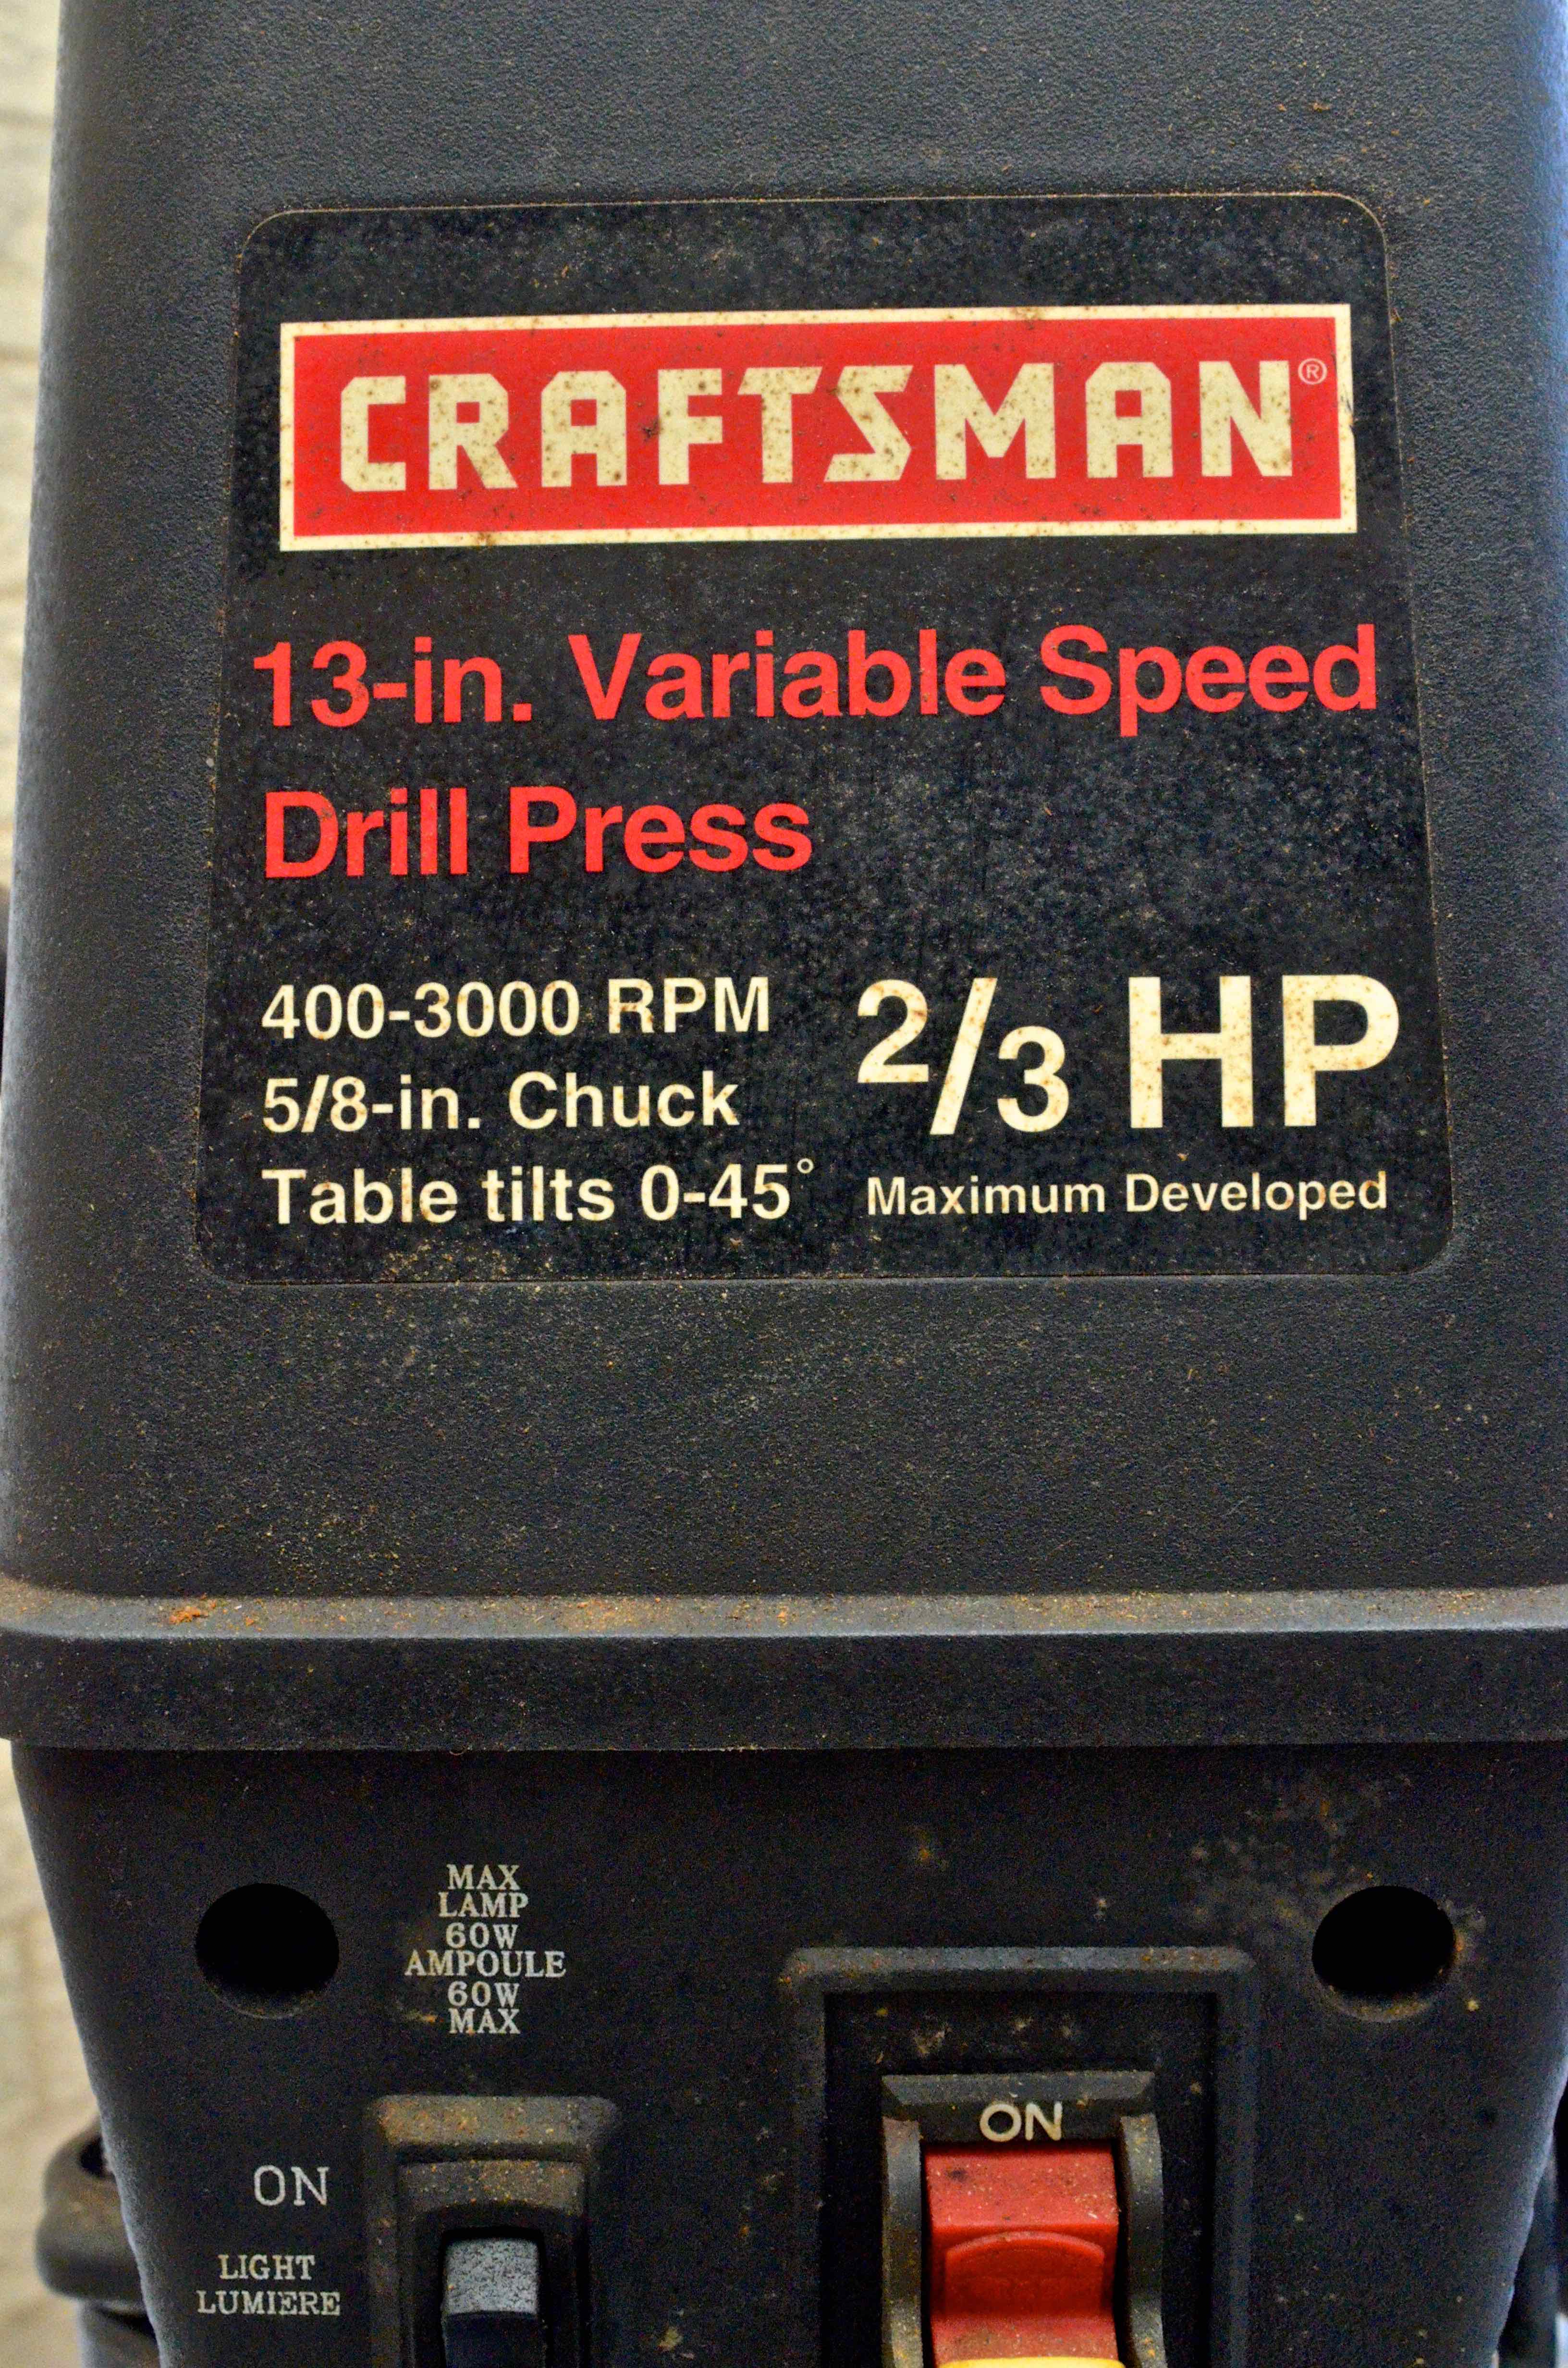 CRAFTSMAN®
13-in. Variable Speed
Drill Press
400-3000 RPM
5/8-in. Chuck
Table tilts 0-45°
2/3 HP
Maximum Developed
MAX
LAMP
60W
AMPOULE
60W
MAX
ON
LIGHT
LUMIERE
ON